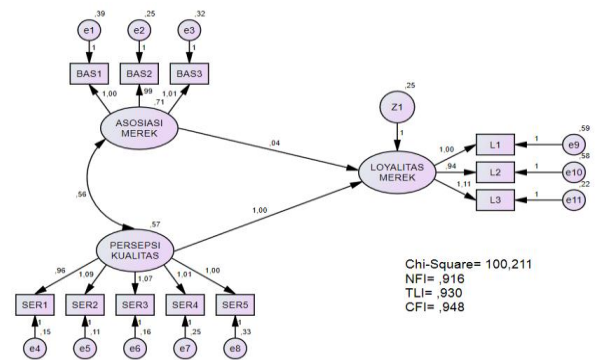 ,39
,25
,32
e1
e2
e3
1
1
1
BAS1
BAS2
BAS3
1,00
,99
1,01
,71
ASOSIASI
MEREK
,25
Z1
1
,04
,59
L1
1
e9
1,00
,58
LOYALITAS
MEREK
,94
L2
1
e10
1,11
,22
L3
1
e11
,56
1,00
,57
PERSEPSI
KUALITAS
,96
1,09
1,07
1,01
1,00
SER1
SER2
SER3
SER4
SER5
1
1
1
1
1
,15
,11
,16
,25
,33
e4
e5
e6
e7
e8
Chi-Square= 100,211
NFI= ,916
TLI= ,930
CFI= ,948